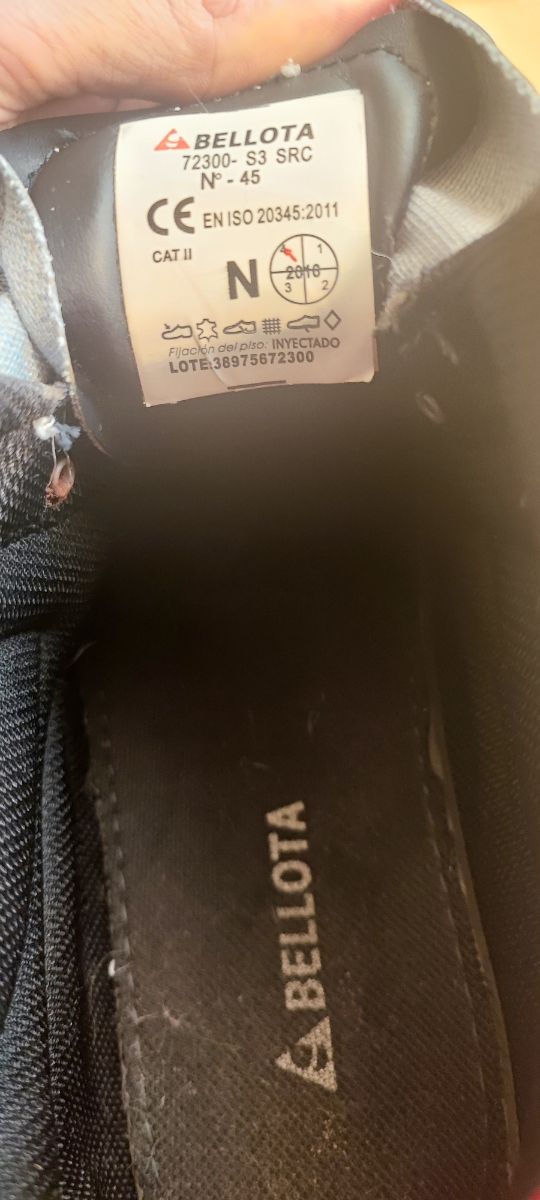 BELLOTA
72300- S3 SRC
Nº - 45
CE EN ISO 20345:2011
CAT II
N
4 1
2016
3 2
Fijación del piso: INYECTADO
LOTE:38975672300
BELLOTA